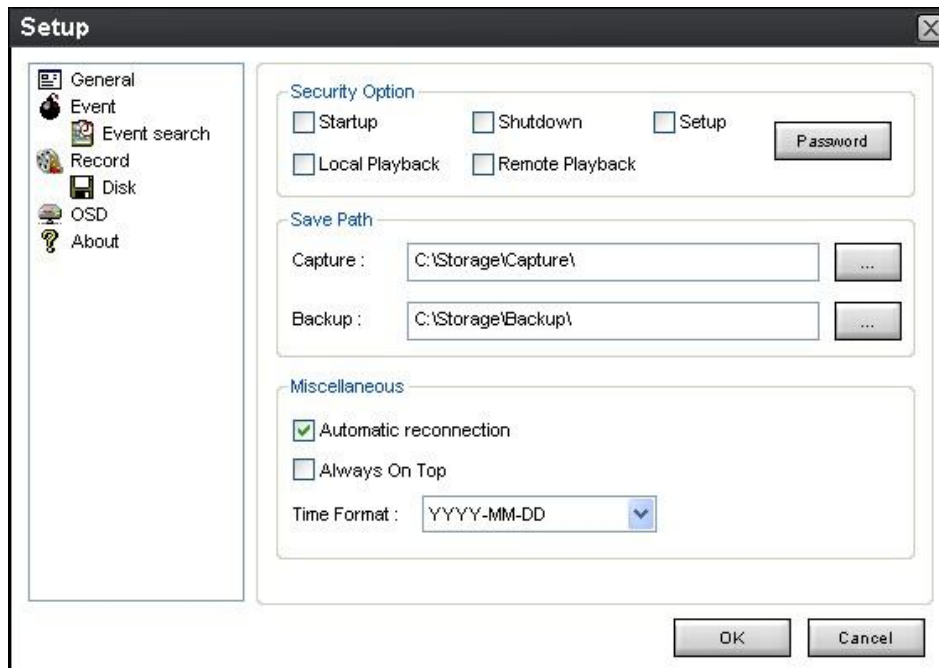 Setup
General
Event
Event search
Record
Disk
OSD
About
Security Option
Startup
Shutdown
Setup
Password
Local Playback
Remote Playback
Save Path
Capture :
C:\Storage\Capture\
...
Backup :
C:\Storage\Backup\
...
Miscellaneous
Automatic reconnection
Always On Top
Time Format :
YYYY-MM-DD
OK
Cancel